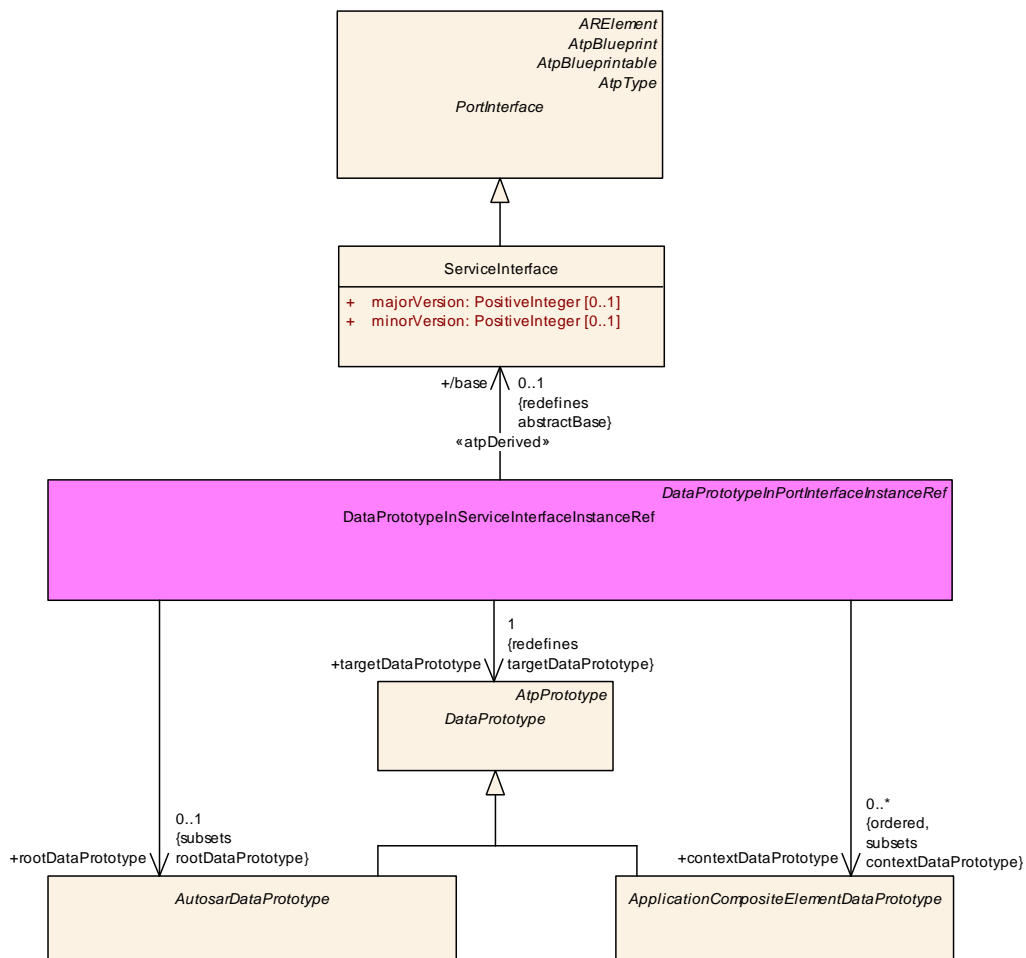 ARElement
AtpBlueprint
AtpBlueprintable
AtpType
PortInterface
ServiceInterface
+ majorVersion: PositiveInteger [0..1]
+ minorVersion: PositiveInteger [0..1]
+/base 0..1
{redefines
abstractBase}
«atpDerived»
DataPrototypeInPortInterfaceInstanceRef
DataPrototypeInServiceInterfaceInstanceRef
1
{redefines
+targetDataPrototype targetDataPrototype}
AtpPrototype
DataPrototype
0..1
{subsets
+rootDataPrototype rootDataPrototype}
0..*
{ordered,
subsets
+contextDataPrototype contextDataPrototype}
AutosarDataPrototype
ApplicationCompositeElementDataPrototype